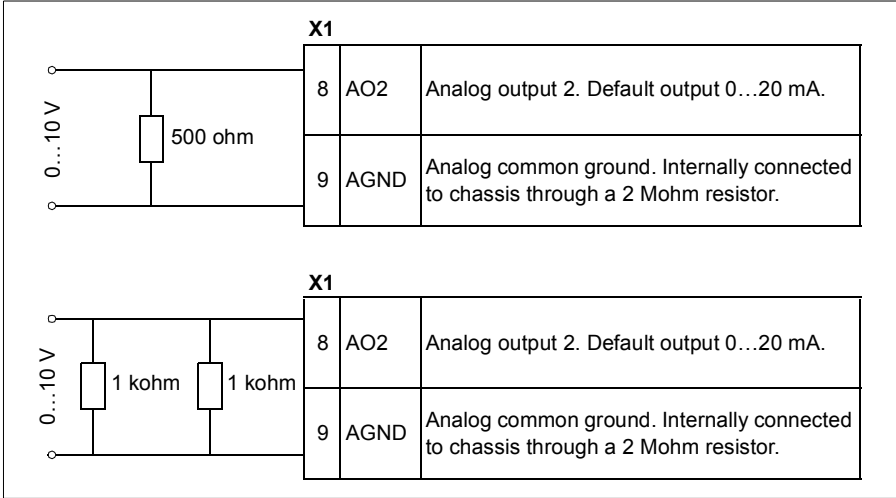 X1
0…10 V
500 ohm
8 AO2 Analog output 2. Default output 0…20 mA.
9 AGND Analog common ground. Internally connected
to chassis through a 2 Mohm resistor.
X1
0…10 V
1 kohm
1 kohm
8 AO2 Analog output 2. Default output 0…20 mA.
9 AGND Analog common ground. Internally connected
to chassis through a 2 Mohm resistor.